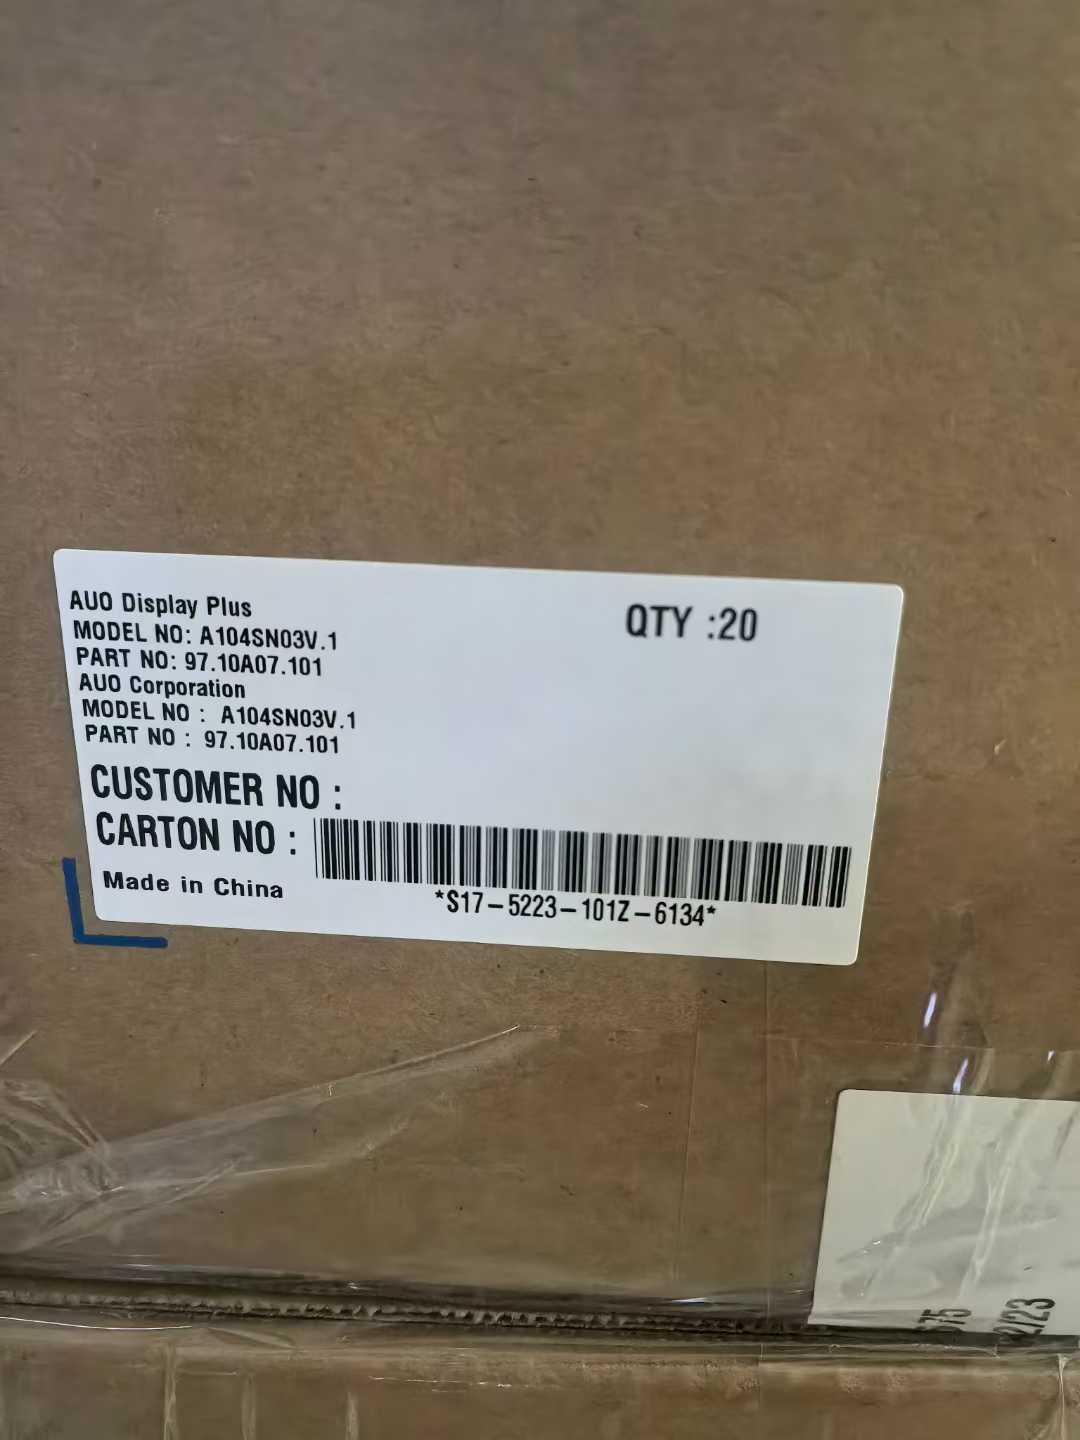 AUO Display Plus
MODEL NO: A104SN03V.1
PART NO: 97.10A07.101
AUO Corporation
MODEL NO : A104SN03V.1
PART NO : 97.10A07.101
QTY :20
CUSTOMER NO :
CARTON NO :
*S17-5223-101Z-6134*
Made in China